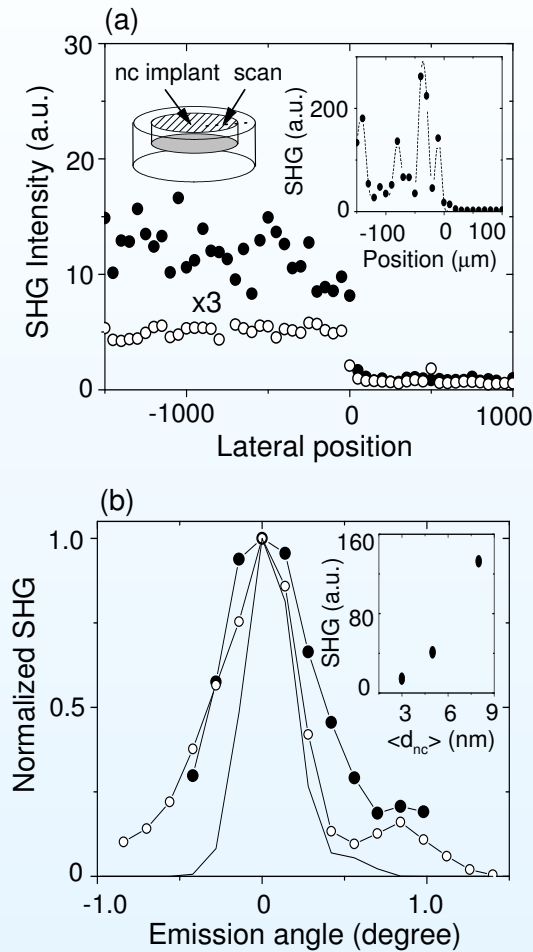 (a)
30
20
10
0
SHG Intensity (a.u.)
nc implant scan
x3
200
0
SHG (a.u.)
-100 0 100
Position (μm)
-1000 0 1000
Lateral position
(b)
1.0
0.5
0
Normalized SHG
160
80
0
SHG (a.u.)
3 6 9
<d_nc> (nm)
-1.0 0 1.0
Emission angle (degree)